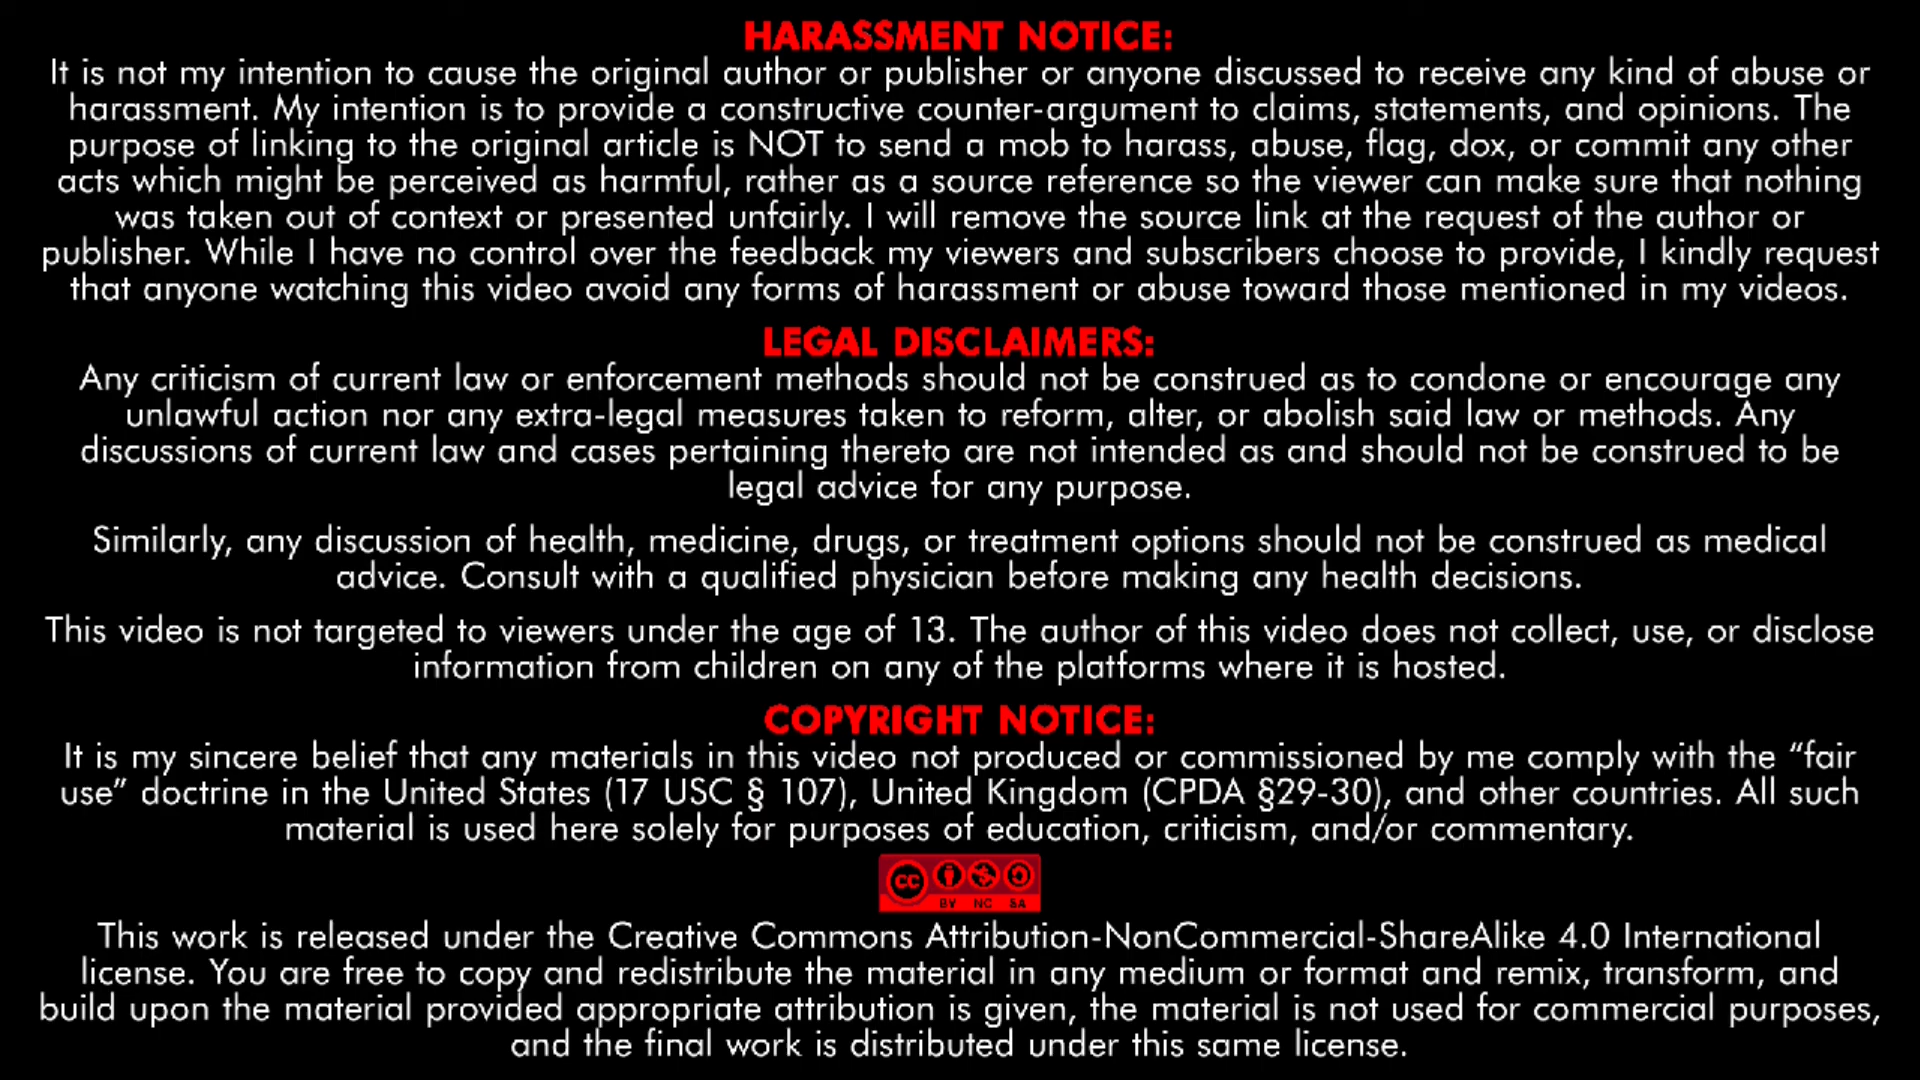 HARASSMENT NOTICE:
It is not my intention to cause the original author or publisher or anyone discussed to receive any kind of abuse or
harassment. My intention is to provide a constructive counter-argument to claims, statements, and opinions. The
purpose of linking to the original article is NOT to send a mob to harass, abuse, flag, dox, or commit any other
acts which might be perceived as harmful, rather as a source reference so the viewer can make sure that nothing
was taken out of context or presented unfairly. I will remove the source link at the request of the author or
publisher. While I have no control over the feedback my viewers and subscribers choose to provide, I kindly request
that anyone watching this video avoid any forms of harassment or abuse toward those mentioned in my videos.
LEGAL DISCLAIMERS:
Any criticism of current law or enforcement methods should not be construed as to condone or encourage any
unlawful action nor any extra-legal measures taken to reform, alter, or abolish said law or methods. Any
discussions of current law and cases pertaining thereto are not intended as and should not be construed to be
legal advice for any purpose.
Similarly, any discussion of health, medicine, drugs, or treatment options should not be construed as medical
advice. Consult with a qualified physician before making any health decisions.
This video is not targeted to viewers under the age of 13. The author of this video does not collect, use, or disclose
information from children on any of the platforms where it is hosted.
COPYRIGHT NOTICE:
It is my sincere belief that any materials in this video not produced or commissioned by me comply with the “fair
use” doctrine in the United States (17 USC § 107), United Kingdom (CPDA §29-30), and other countries. All such
material is used here solely for purposes of education, criticism, and/or commentary.
CC
BY NC SA
This work is released under the Creative Commons Attribution-NonCommercial-ShareAlike 4.0 International
license. You are free to copy and redistribute the material in any medium or format and remix, transform, and
build upon the material provided appropriate attribution is given, the material is not used for commercial purposes,
and the final work is distributed under this same license.